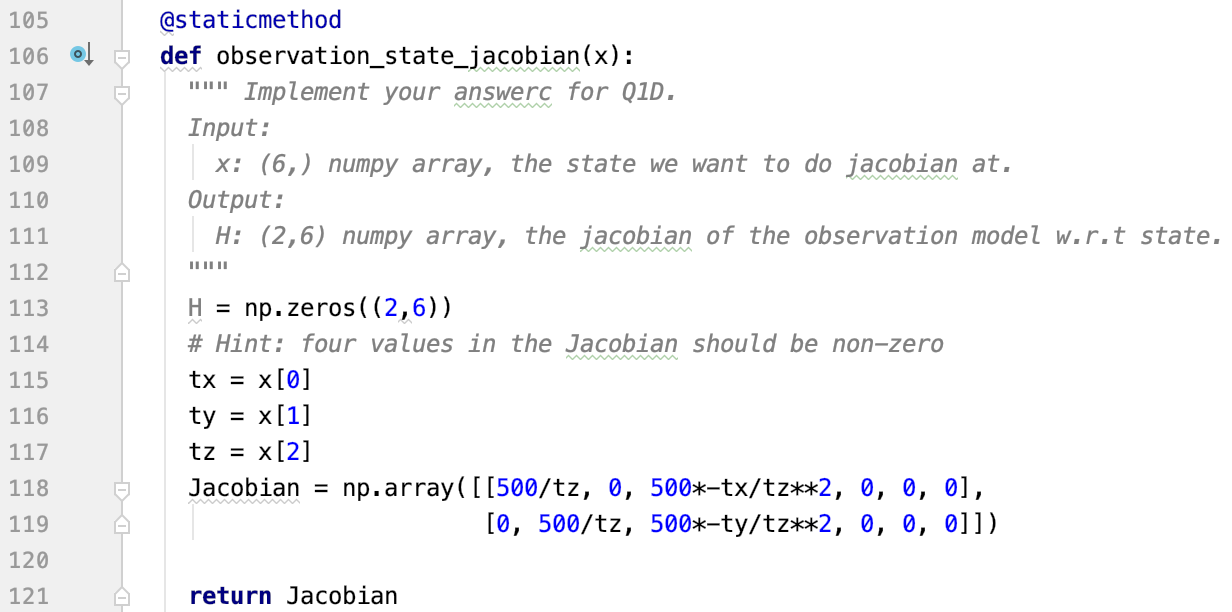 105 @staticmethod
106 def observation_state_jacobian(x):
107 """ Implement your answerc for Q1D.
108 Input:
109 x: (6,) numpy array, the state we want to do jacobian at.
110 Output:
111 H: (2,6) numpy array, the jacobian of the observation model w.r.t state.
112 """
113 H = np.zeros((2,6))
114 # Hint: four values in the Jacobian should be non-zero
115 tx = x[0]
116 ty = x[1]
117 tz = x[2]
118 Jacobian = np.array([[500/tz, 0, 500*-tx/tz**2, 0, 0, 0],
119 [0, 500/tz, 500*-ty/tz**2, 0, 0, 0]])
120
121 return Jacobian